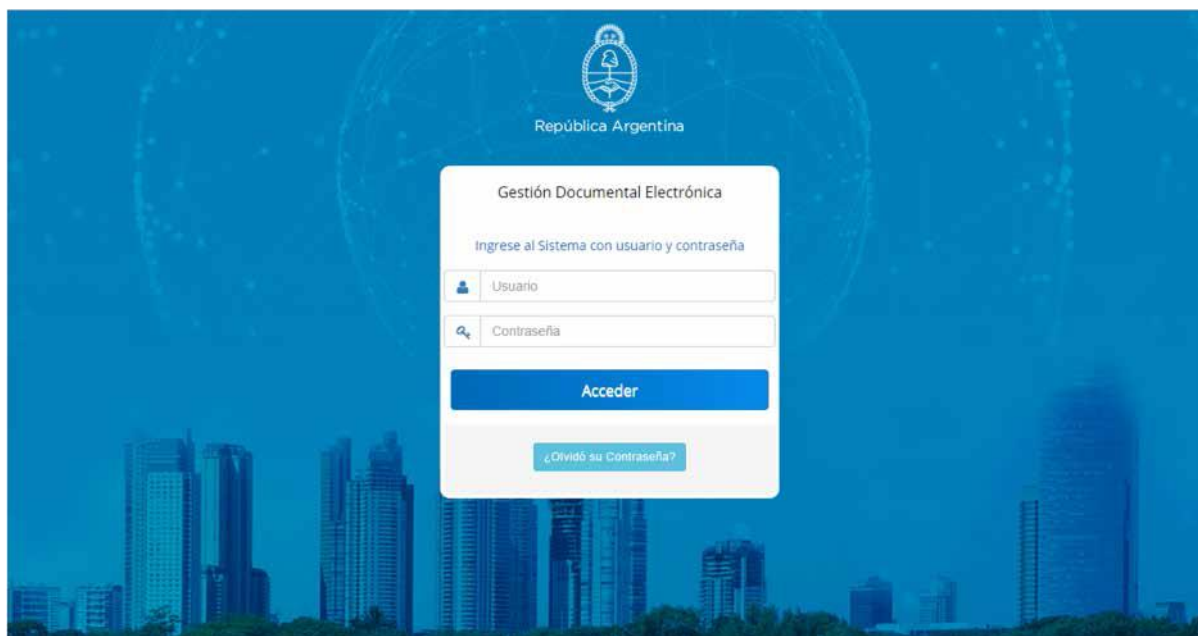 República Argentina
Gestión Documental Electrónica
Ingrese al Sistema con usuario y contraseña
Usuario
Contraseña
Acceder
¿Olvidó su Contraseña?